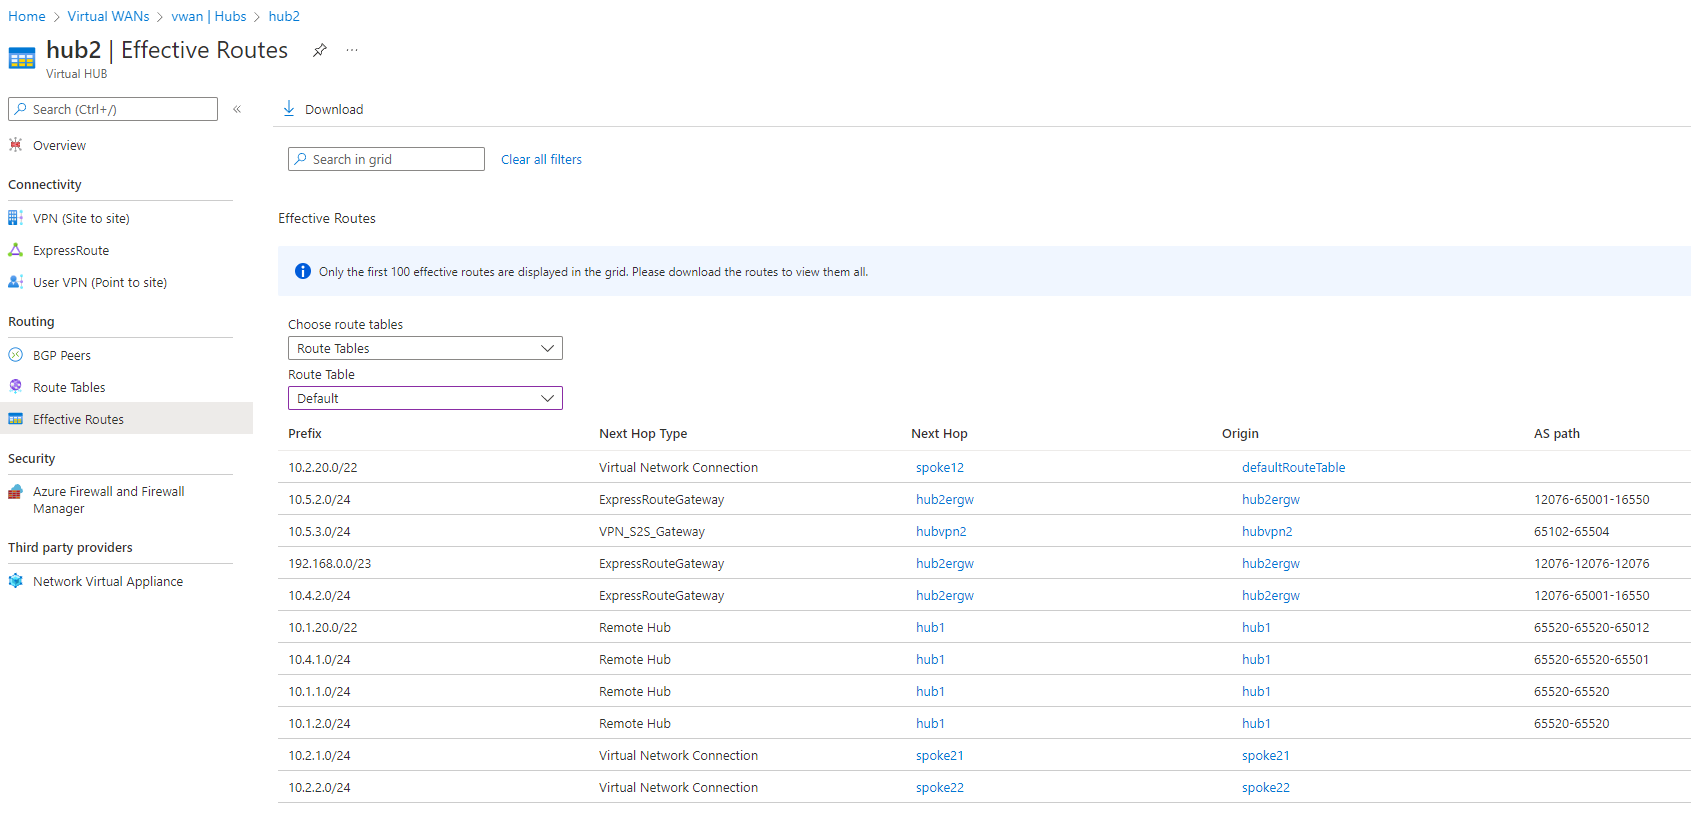 Home > Virtual WANs > vwan | Hubs > hub2
hub2 | Effective Routes ...
Virtual HUB
Search (Ctrl+/) «
Overview
Connectivity
VPN (Site to site)
ExpressRoute
User VPN (Point to site)
Routing
BGP Peers
Route Tables
Effective Routes
Security
Azure Firewall and Firewall
Manager
Third party providers
Network Virtual Appliance
Download
Search in grid Clear all filters
Effective Routes
Only the first 100 effective routes are displayed in the grid. Please download the routes to view them all.
Choose route tables
Route Tables
Route Table
Default
Prefix Next Hop Type Next Hop Origin AS path
10.2.20.0/22 Virtual Network Connection spoke12 defaultRouteTable
10.5.2.0/24 ExpressRouteGateway hub2ergw hub2ergw 12076-65001-16550
10.5.3.0/24 VPN_S2S_Gateway hubvpn2 hubvpn2 65102-65504
192.168.0.0/23 ExpressRouteGateway hub2ergw hub2ergw 12076-12076-12076
10.4.2.0/24 ExpressRouteGateway hub2ergw hub2ergw 12076-65001-16550
10.1.20.0/22 Remote Hub hub1 hub1 65520-65520-65012
10.4.1.0/24 Remote Hub hub1 hub1 65520-65520-65501
10.1.1.0/24 Remote Hub hub1 hub1 65520-65520
10.1.2.0/24 Remote Hub hub1 hub1 65520-65520
10.2.1.0/24 Virtual Network Connection spoke21 spoke21
10.2.2.0/24 Virtual Network Connection spoke22 spoke22